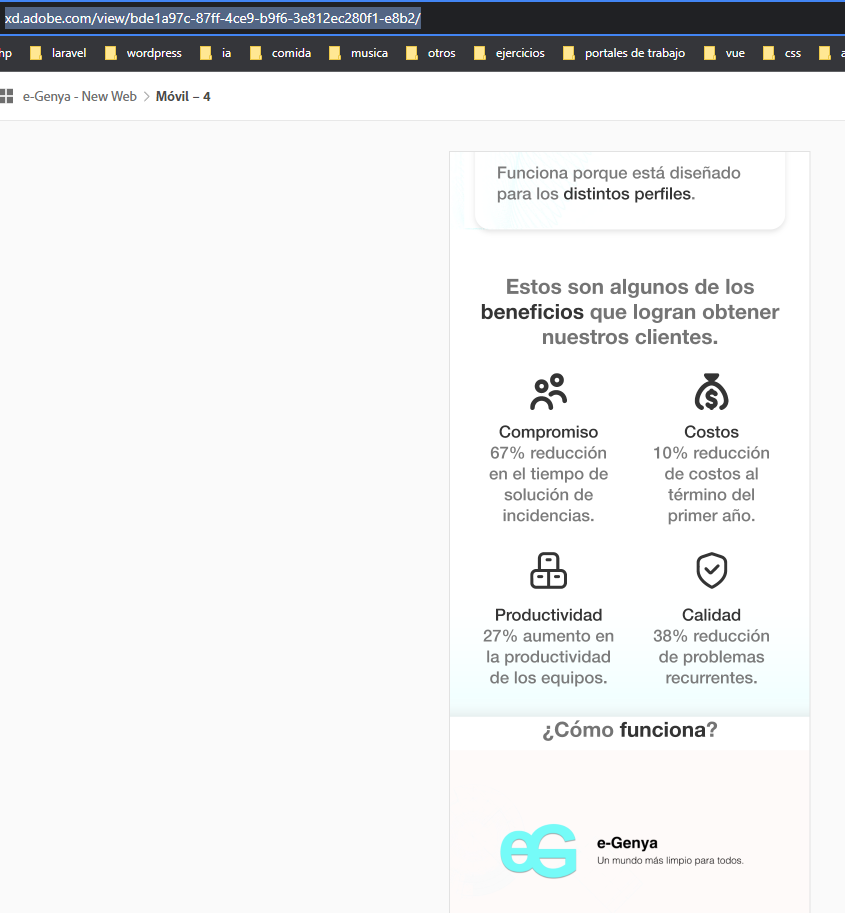 xd.adobe.com/view/bde1a97c-87ff-4ce9-b9f6-3e812ec280f1-e8b2/
hp laravel wordpress ia comida musica otros ejercicios portales de trabajo vue css a
e-Genya - New Web > Móvil – 4
Funciona porque está diseñado
para los distintos perfiles.
Estos son algunos de los
beneficios que logran obtener
nuestros clientes.
Compromiso
67% reducción
en el tiempo de
solución de
incidencias.
Costos
10% reducción
de costos al
término del
primer año.
Productividad
27% aumento en
la productividad
de los equipos.
Calidad
38% reducción
de problemas
recurrentes.
¿Cómo funciona?
eG
e-Genya
Un mundo más limpio para todos.